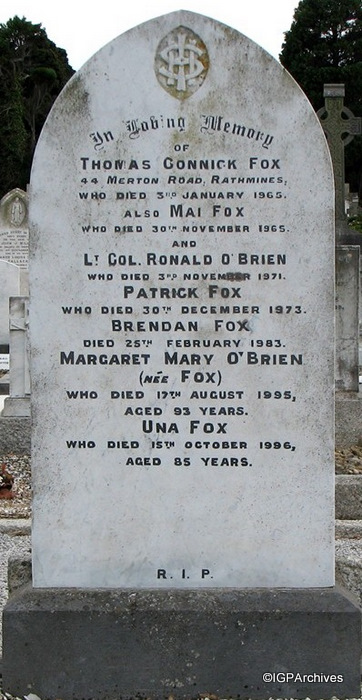 IHS
In Loving Memory
OF
THOMAS CONNICK FOX
44 MERTON ROAD, RATHMINES,
WHO DIED 3RD JANUARY 1965.
ALSO MAI FOX
WHO DIED 30TH NOVEMBER 1965.
AND
LT COL. RONALD O'BRIEN
WHO DIED 3RD NOVEMBER 1971.
PATRICK FOX
WHO DIED 30TH DECEMBER 1973.
BRENDAN FOX
DIED 25TH FEBRUARY 1983.
MARGARET MARY O'BRIEN
(NÉE FOX)
WHO DIED 17TH AUGUST 1995,
AGED 93 YEARS.
UNA FOX
WHO DIED 15TH OCTOBER 1996,
AGED 85 YEARS.
R. I. P.
©IGPArchives